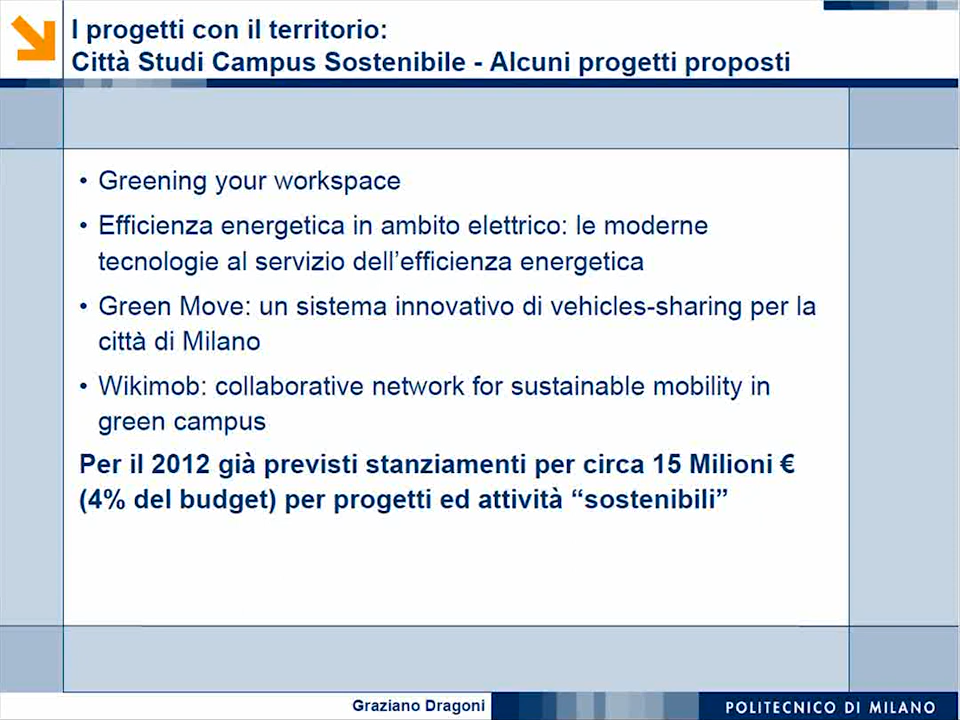 I progetti con il territorio:
Città Studi Campus Sostenibile - Alcuni progetti proposti
• Greening your workspace
• Efficienza energetica in ambito elettrico: le moderne
tecnologie al servizio dell’efficienza energetica
• Green Move: un sistema innovativo di vehicles-sharing per la
città di Milano
• Wikimob: collaborative network for sustainable mobility in
green campus
Per il 2012 già previsti stanziamenti per circa 15 Milioni €
(4% del budget) per progetti ed attività “sostenibili”
Graziano Dragoni
POLITECNICO DI MILANO